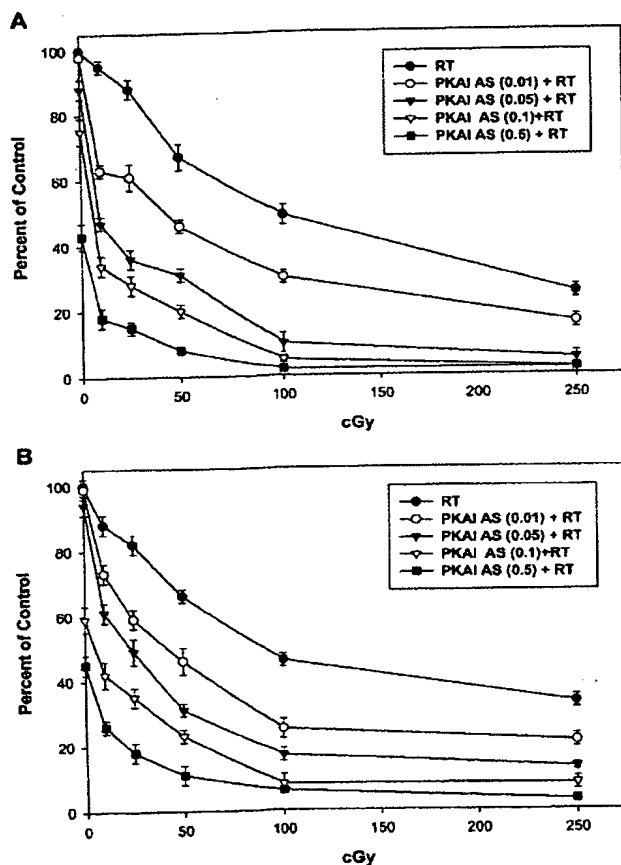 A
Percent of Control
100
80
60
40
20
0
RT
PKAI AS (0.01) + RT
PKAI AS (0.05) + RT
PKAI AS (0.1)+RT
PKAI AS (0.5) + RT
0 50 100 150 200 250
cGy
B
Percent of Control
100
80
60
40
20
0
RT
PKAI AS (0.01) + RT
PKAI AS (0.05) + RT
PKAI AS (0.1)+RT
PKAI AS (0.5) + RT
0 50 100 150 200 250
cGy